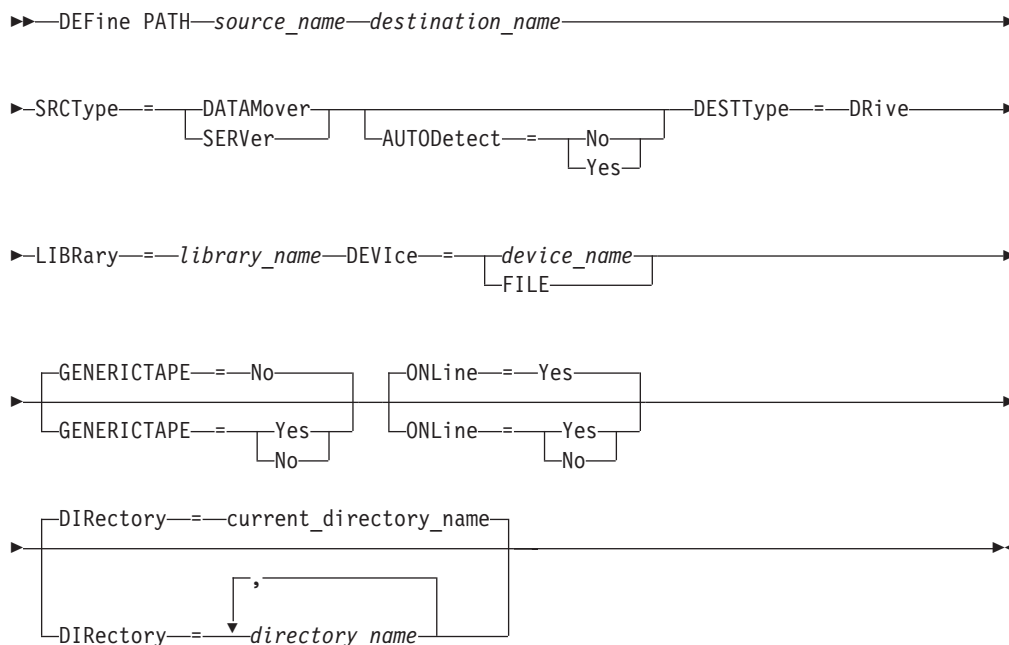 DEFine PATH source_name destination_name
SRCType = DATAMover SERVer AUTODetect = No Yes DESTType = DRive
LIBRary = library_name DEVIce = device_name FILE
GENERICTAPE = No ONLine = Yes
GENERICTAPE = Yes No ONLine = Yes No
DIRectory = current_directory_name
,
DIRectory = directory_name